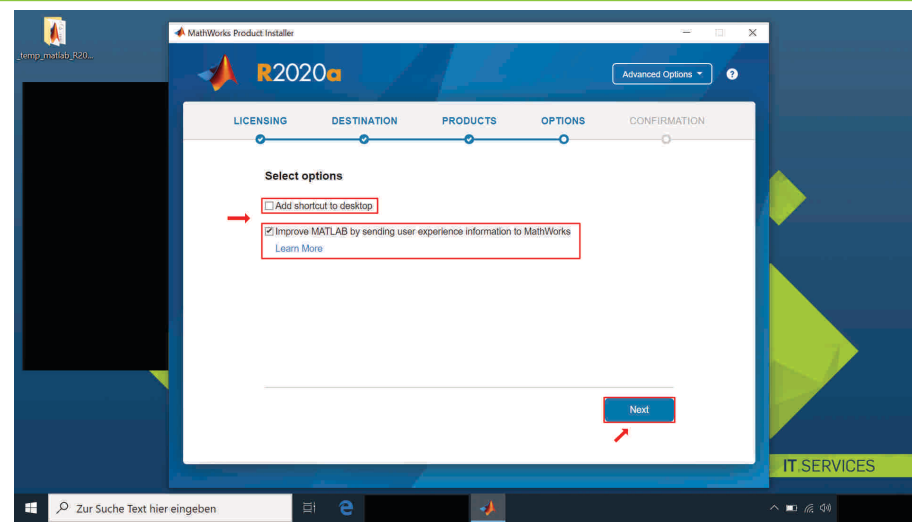 _temp_matlab_R20...
MathWorks Product Installer
R2020a
Advanced Options
?
LICENSING
DESTINATION
PRODUCTS
OPTIONS
CONFIRMATION
Select options
Add shortcut to desktop
Improve MATLAB by sending user experience information to MathWorks
Learn More
Next
IT.SERVICES
Zur Suche Text hier eingeben